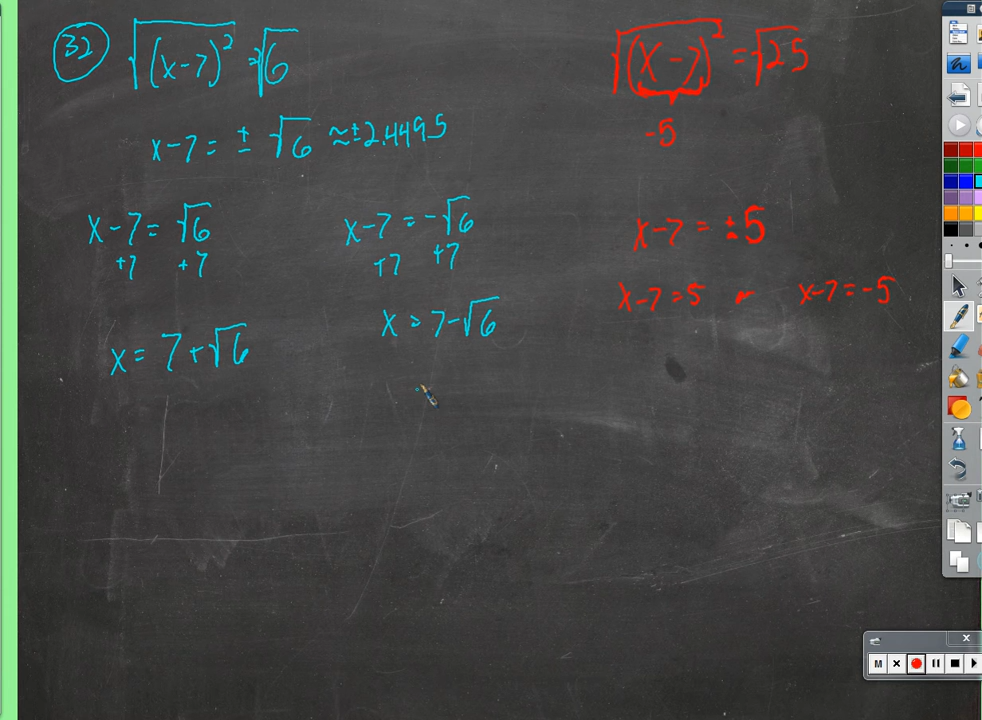 32 √(x-7)² = √6
x-7 = ± √6 ≈ ±2.4495
x-7 = √6
+7 +7
x = 7+√6
x-7 = -√6
+7 +7
x = 7-√6
√(x-7)² = √25
-5
x-7 = ±5
x-7 = 5 or x-7 = -5
M